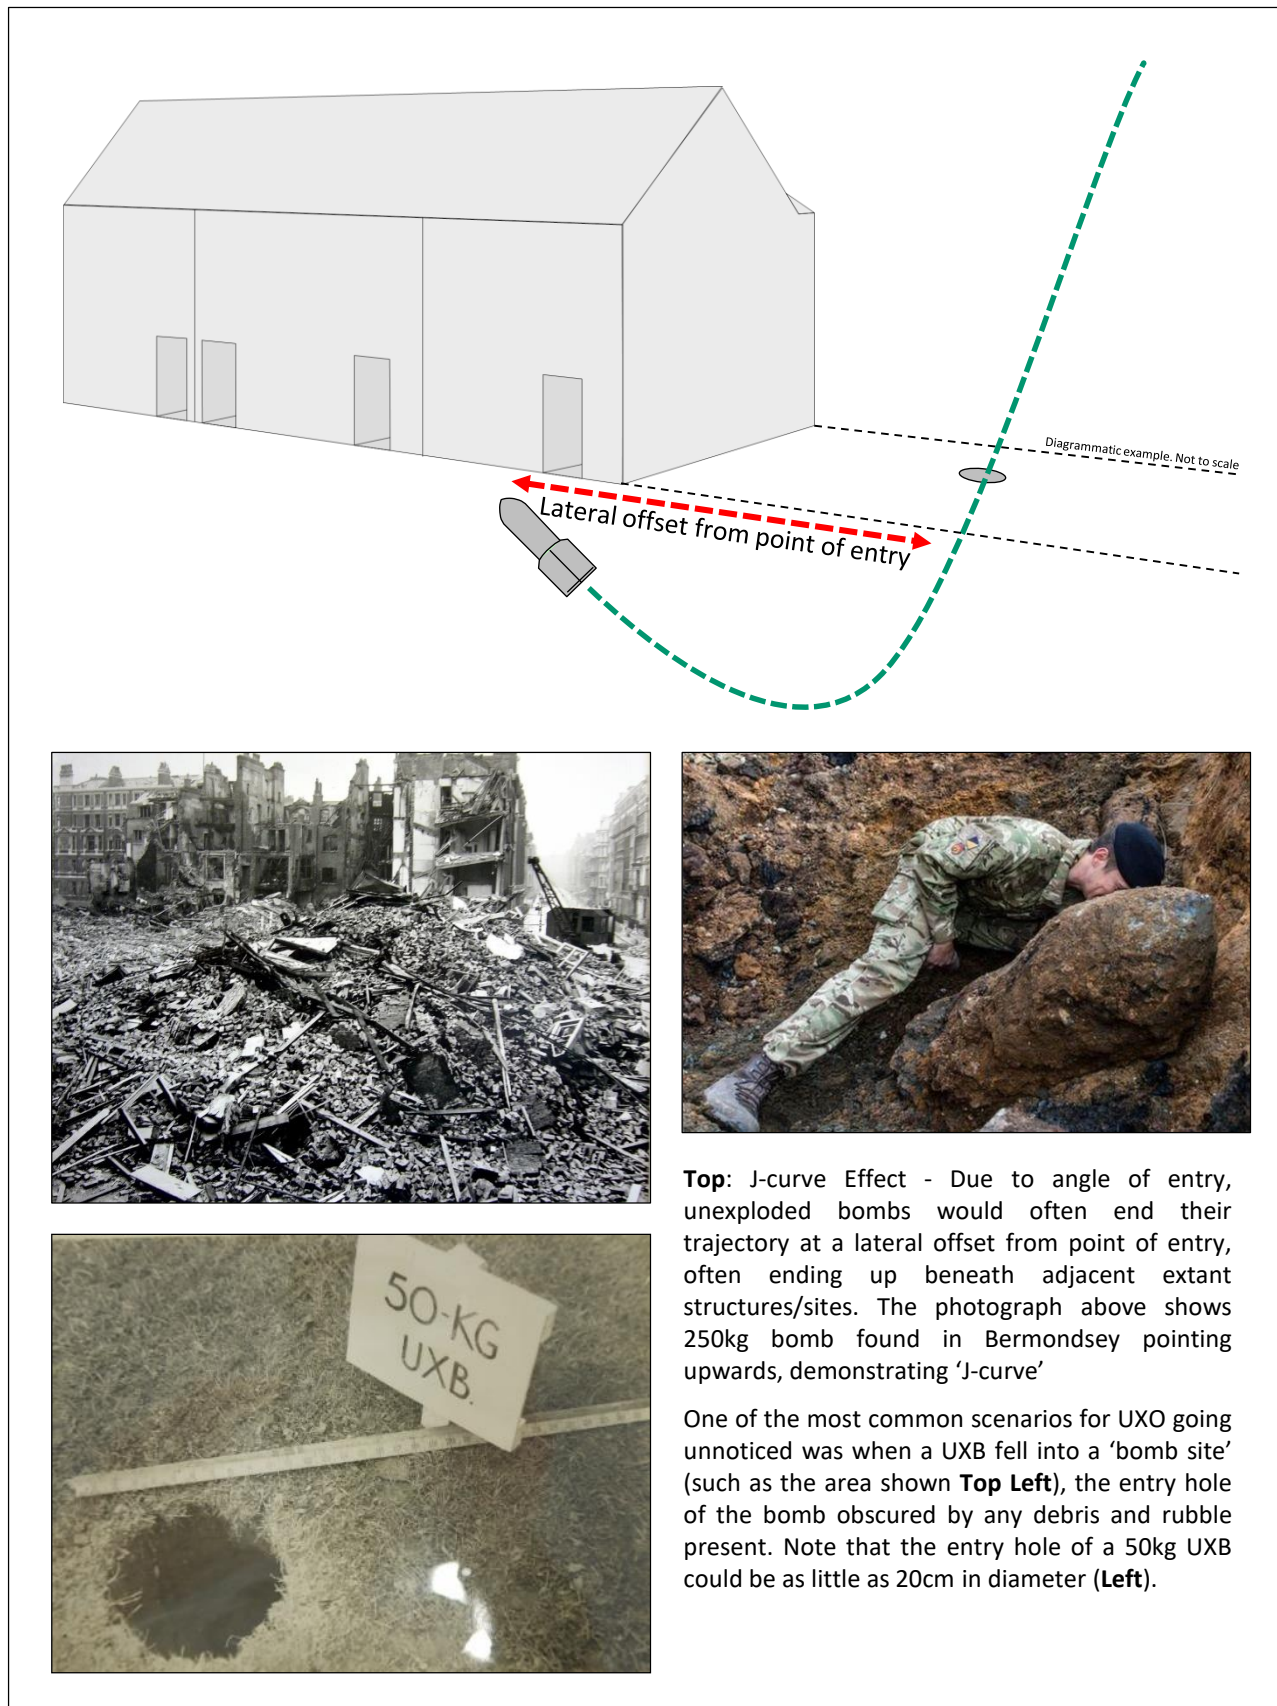 Diagrammatic example. Not to scale
Lateral offset from point of entry
50-KG
UXB.
Top: J-curve Effect - Due to angle of entry,
unexploded bombs would often end their
trajectory at a lateral offset from point of entry,
often ending up beneath adjacent extant
structures/sites. The photograph above shows
250kg bomb found in Bermondsey pointing
upwards, demonstrating ‘J-curve’
One of the most common scenarios for UXO going
unnoticed was when a UXB fell into a ‘bomb site’
(such as the area shown Top Left), the entry hole
of the bomb obscured by any debris and rubble
present. Note that the entry hole of a 50kg UXB
could be as little as 20cm in diameter (Left).